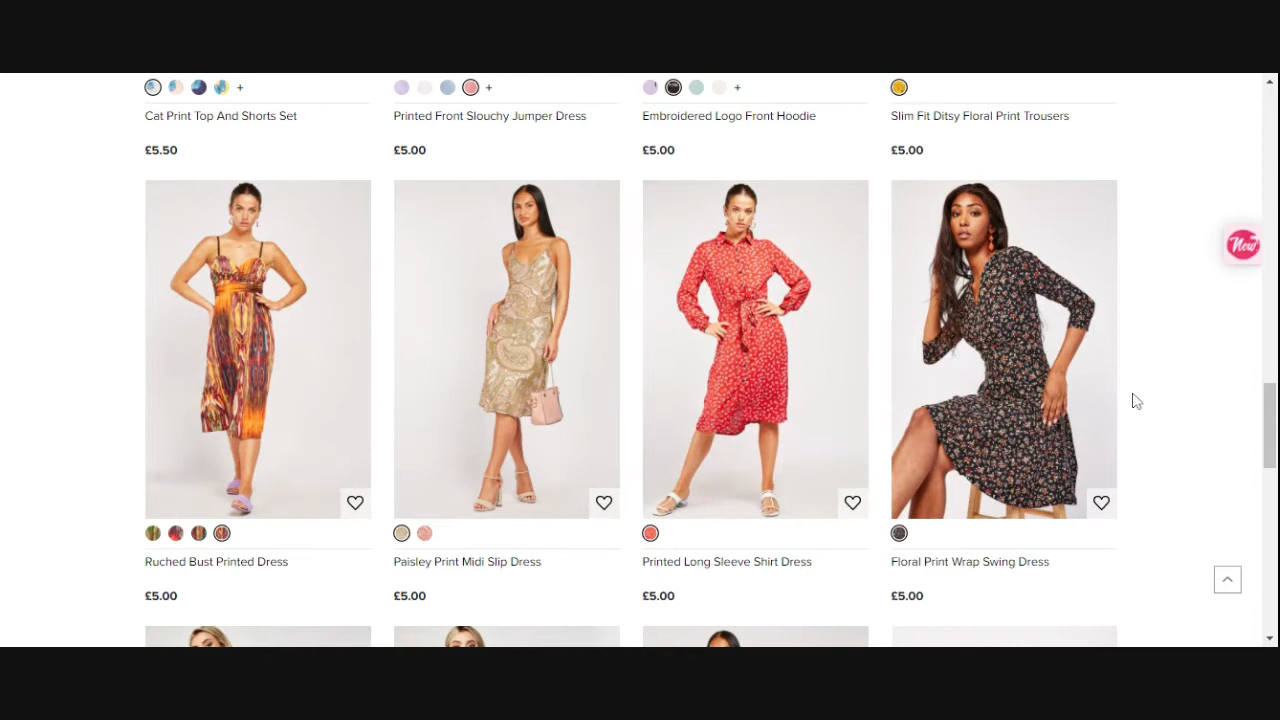 + + +
Cat Print Top And Shorts Set Printed Front Slouchy Jumper Dress Embroidered Logo Front Hoodie Slim Fit Ditsy Floral Print Trousers
£5.50 £5.00 £5.00 £5.00
New
Ruched Bust Printed Dress Paisley Print Midi Slip Dress Printed Long Sleeve Shirt Dress Floral Print Wrap Swing Dress
£5.00 £5.00 £5.00 £5.00